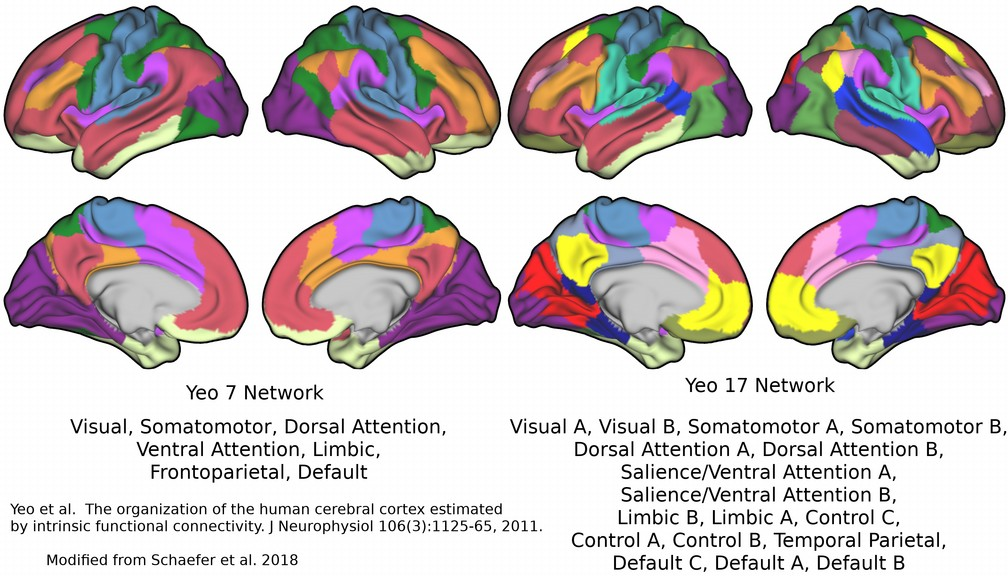 Yeo 7 Network
Visual, Somatomotor, Dorsal Attention,
Ventral Attention, Limbic,
Frontoparietal, Default
Yeo et al.  The organization of the human cerebral cortex estimated
by intrinsic functional connectivity. J Neurophysiol 106(3):1125-65, 2011.
Modified from Schaefer et al. 2018
Yeo 17 Network
Visual A, Visual B, Somatomotor A, Somatomotor B,
Dorsal Attention A, Dorsal Attention B,
Salience/Ventral Attention A,
Salience/Ventral Attention B,
Limbic B, Limbic A, Control C,
Control A, Control B, Temporal Parietal,
Default C, Default A, Default B